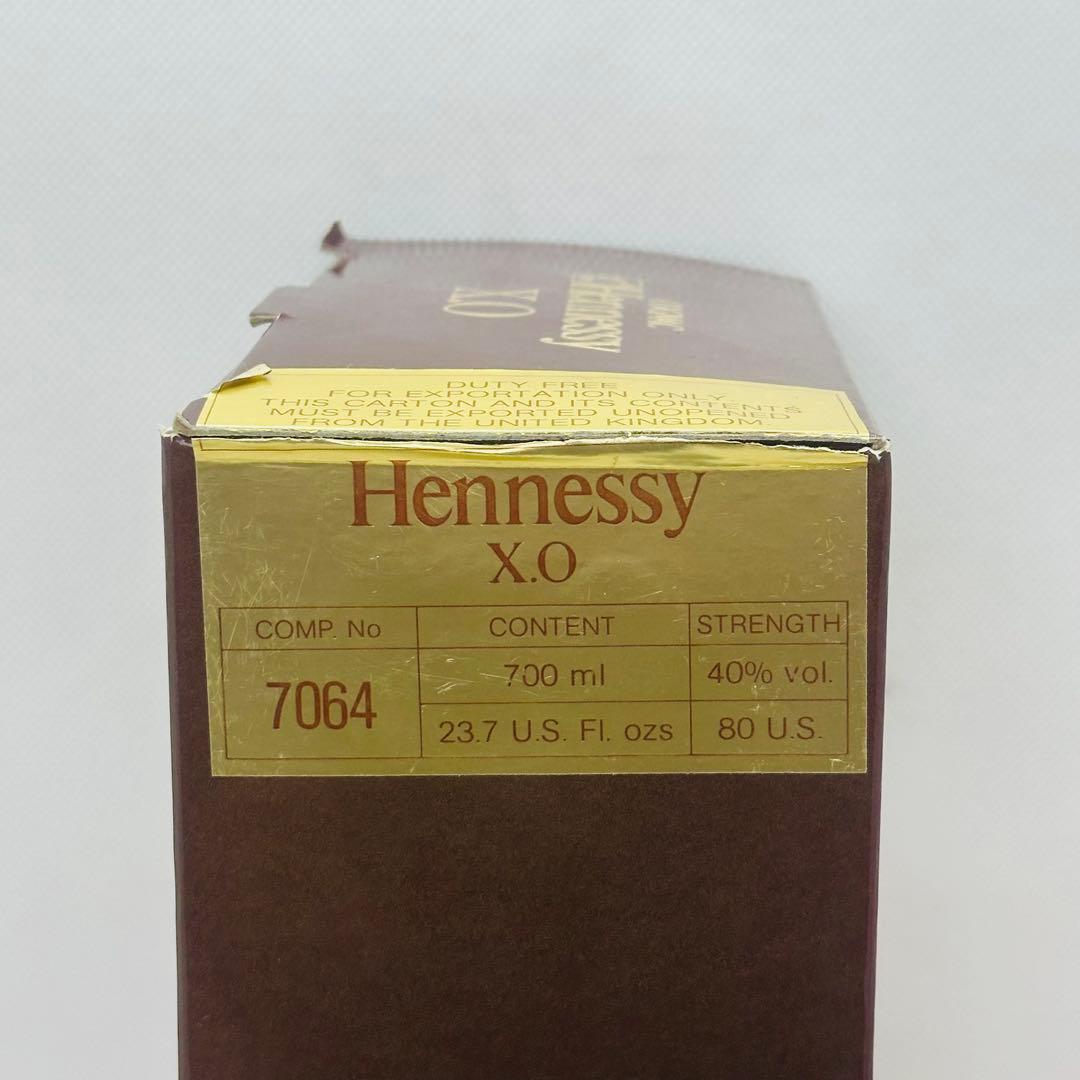 XO
Hennessy
COGNAC
DUTY FREE
FOR EXPORTATION ONLY.
THIS CARTON AND ITS CONTENTS
MUST BE EXPORTED UNOPENED
FROM THE UNITED KINGDOM.
Hennessy
X.O
COMP. No CONTENT STRENGTH
7064 700 ml 40% vol.
23.7 U.S. Fl. ozs 80 U.S.